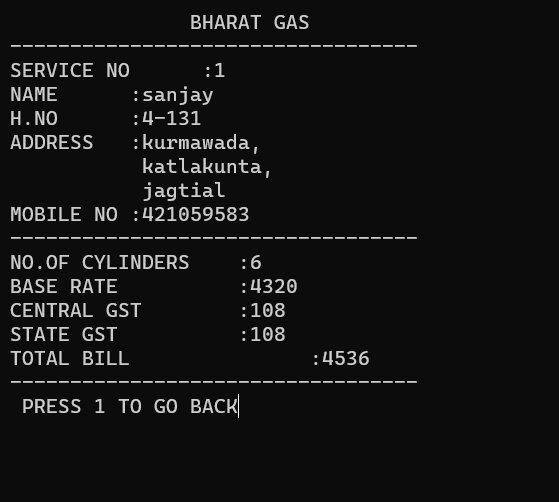 BHARAT GAS
----------------------------------
SERVICE NO :1
NAME :sanjay
H.NO :4-131
ADDRESS :kurmawada,
katlakunta,
jagtial
MOBILE NO :421059583
----------------------------------
NO.OF CYLINDERS :6
BASE RATE :4320
CENTRAL GST :108
STATE GST :108
TOTAL BILL :4536
----------------------------------
PRESS 1 TO GO BACK